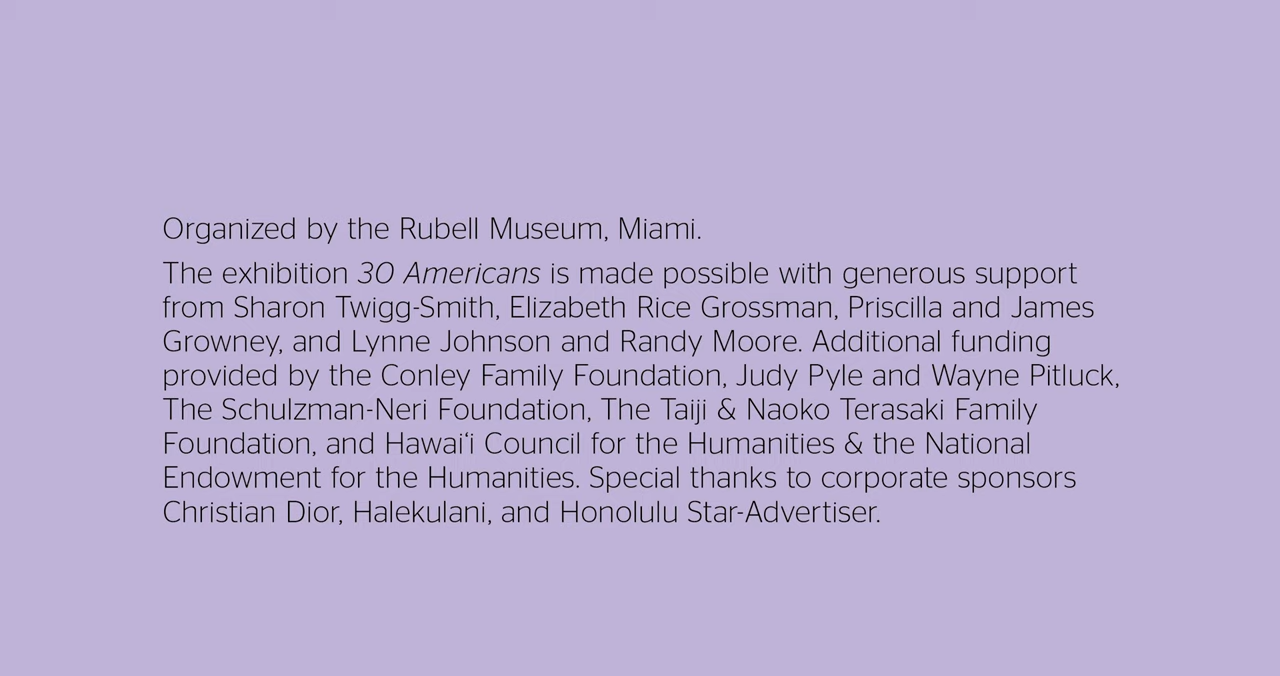 Organized by the Rubell Museum, Miami.
The exhibition 30 Americans is made possible with generous support
from Sharon Twigg-Smith, Elizabeth Rice Grossman, Priscilla and James
Growney, and Lynne Johnson and Randy Moore. Additional funding
provided by the Conley Family Foundation, Judy Pyle and Wayne Pitluck,
The Schulzman-Neri Foundation, The Taiji & Naoko Terasaki Family
Foundation, and Hawaiʻi Council for the Humanities & the National
Endowment for the Humanities. Special thanks to corporate sponsors
Christian Dior, Halekulani, and Honolulu Star-Advertiser.